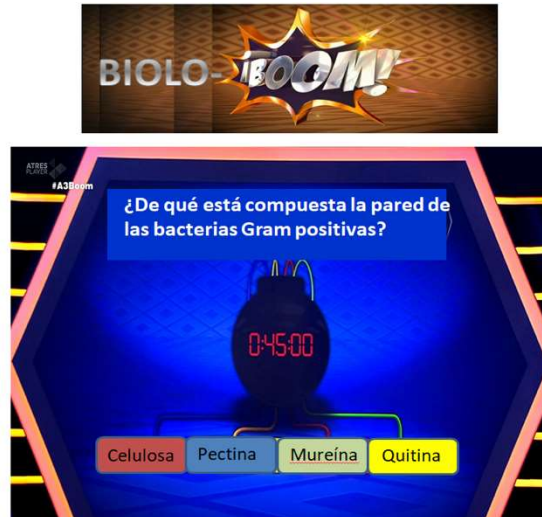 BIOLO-¡BOOM!
ATRES
PLAYER
#A3Boom
¿De qué está compuesta la pared de
las bacterias Gram positivas?
0:45:00
Celulosa Pectina Mureína Quitina